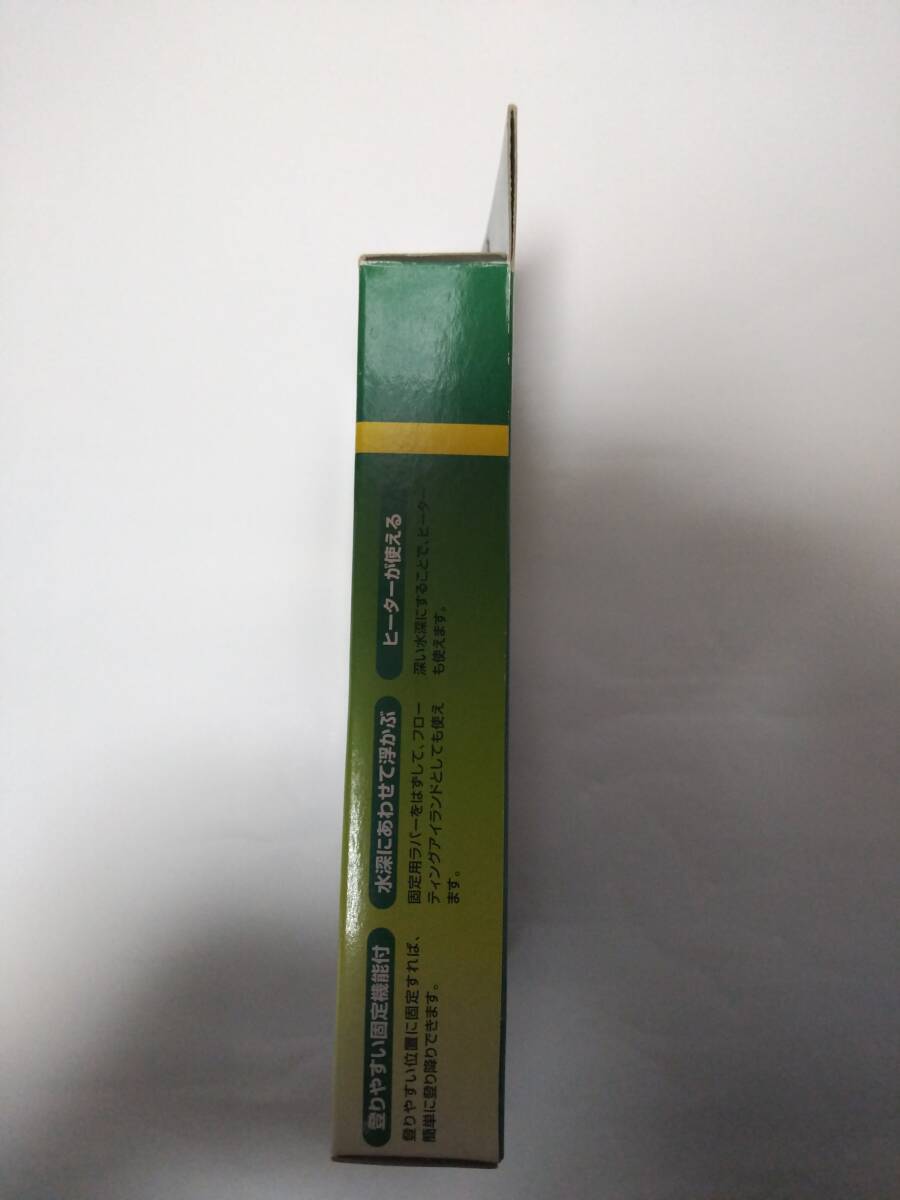 登りやすい固定機能付
登りやすい位置に固定すれば、
簡単に登り降りできます。
水深にあわせて浮かぶ
固定用ラバーをはずして、フロー
ティングアイランドとしても使え
ます。
ヒーターが使える
深い水深にすることで、ヒーター
も使えます。